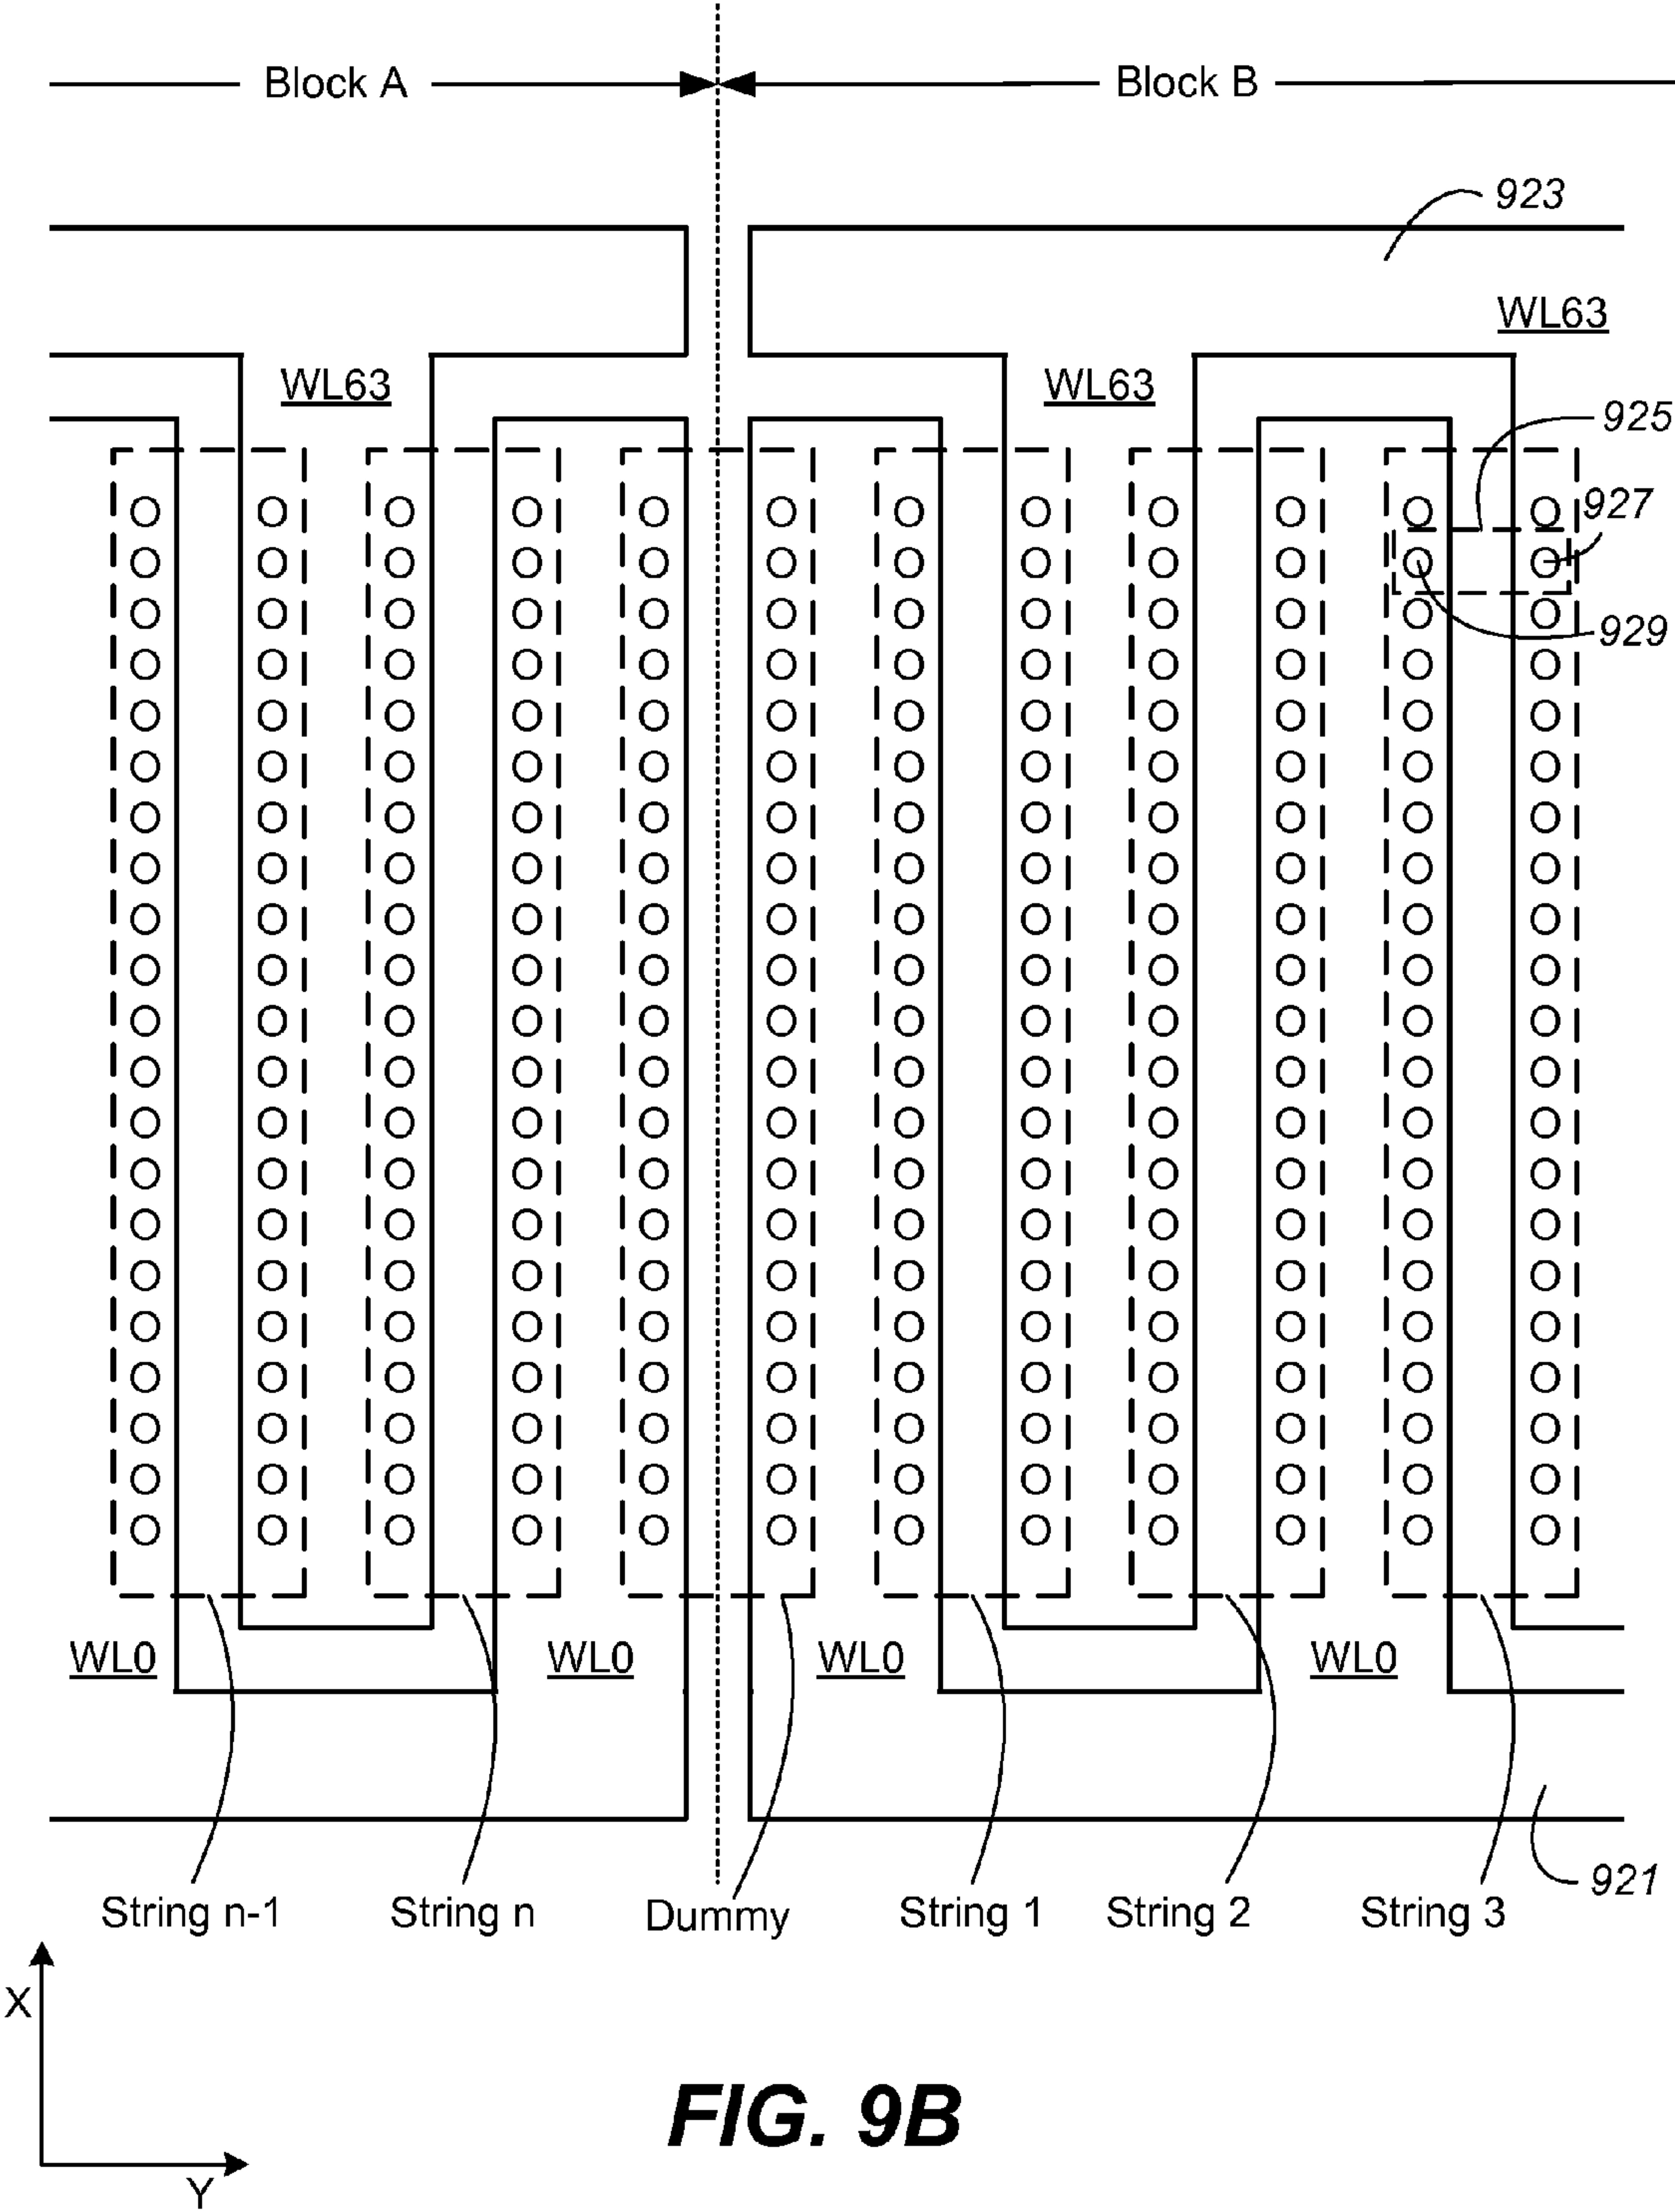 Block A
Block B
923
WL63
WL63
WL63
925
927
929
WL0
WL0
WL0
WL0
921
String n-1
String n
Dummy
String 1
String 2
String 3
X
Y
FIG. 9B